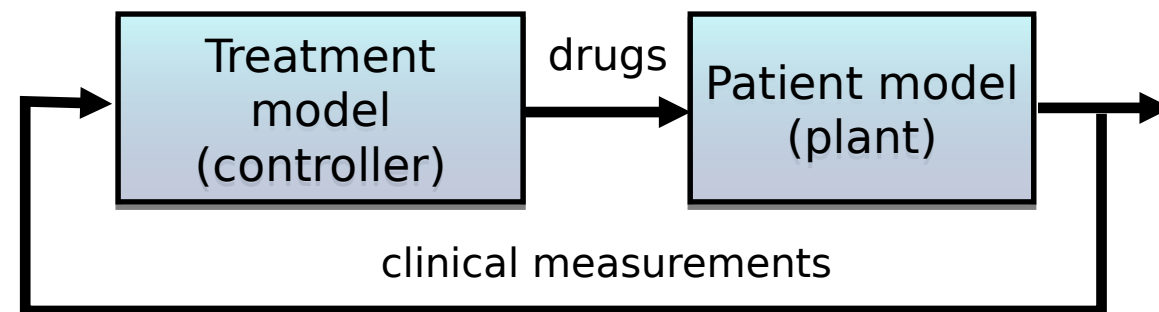 Treatment
model
(controller)
drugs
Patient model
(plant)
clinical measurements